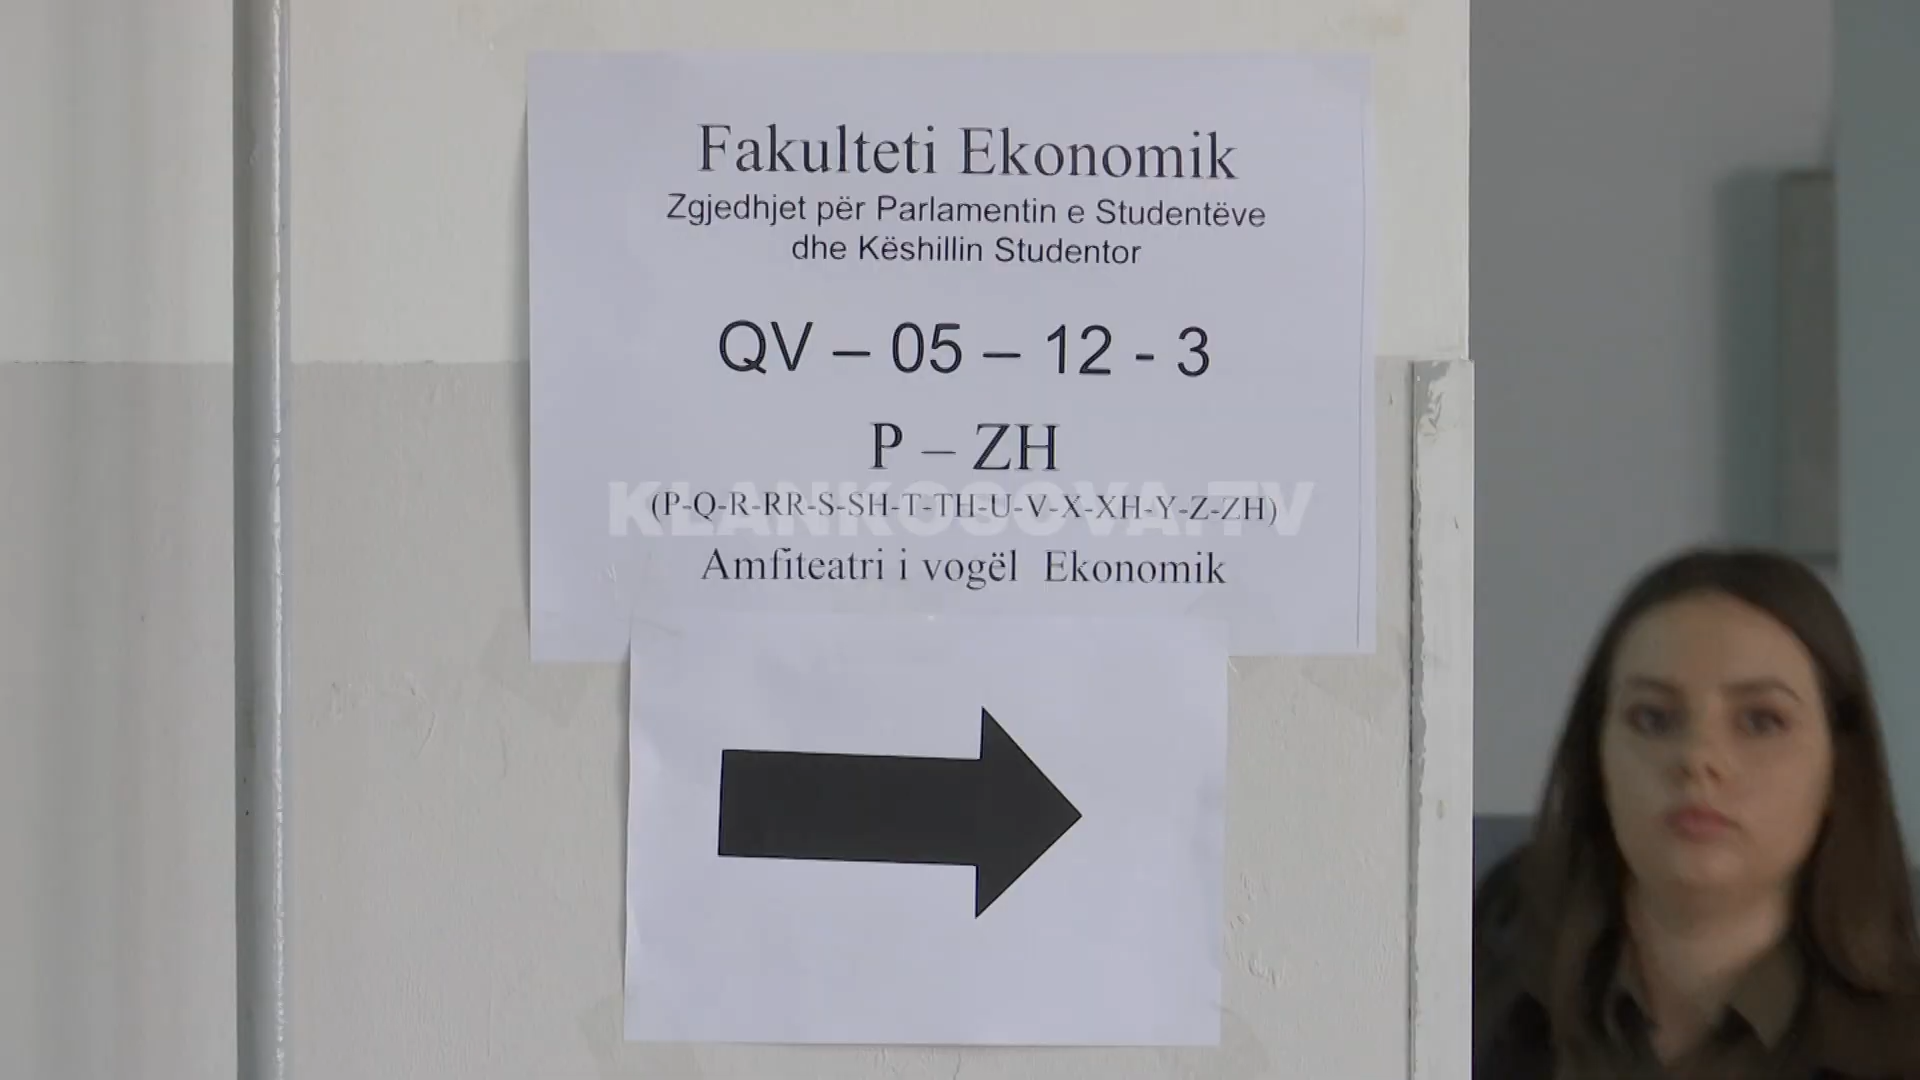 Fakulteti Ekonomik
Zgjedhjet për Parlamentin e Studentëve
dhe Këshillin Studentor
QV – 05 – 12 - 3
P – ZH
(P-Q-R-RR-S-SH-T-TH-U-V-X-XH-Y-Z-ZH)
KLANKOSOVA.TV
Amfiteatri i vogël Ekonomik